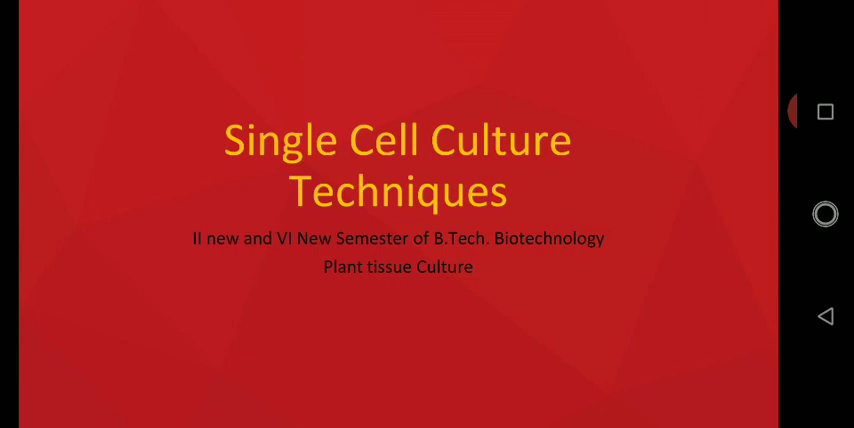 Single Cell Culture
Techniques
II new and VI New Semester of B.Tech. Biotechnology
Plant tissue Culture